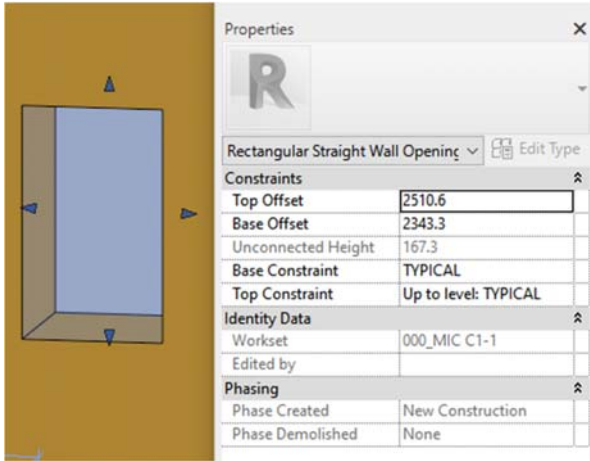 Properties
Rectangular Straight Wall Opening Edit Type
Constraints
Top Offset 2510.6
Base Offset 2343.3
Unconnected Height 167.3
Base Constraint TYPICAL
Top Constraint Up to level: TYPICAL
Identity Data
Workset 000_MIC C1-1
Edited by
Phasing
Phase Created New Construction
Phase Demolished None